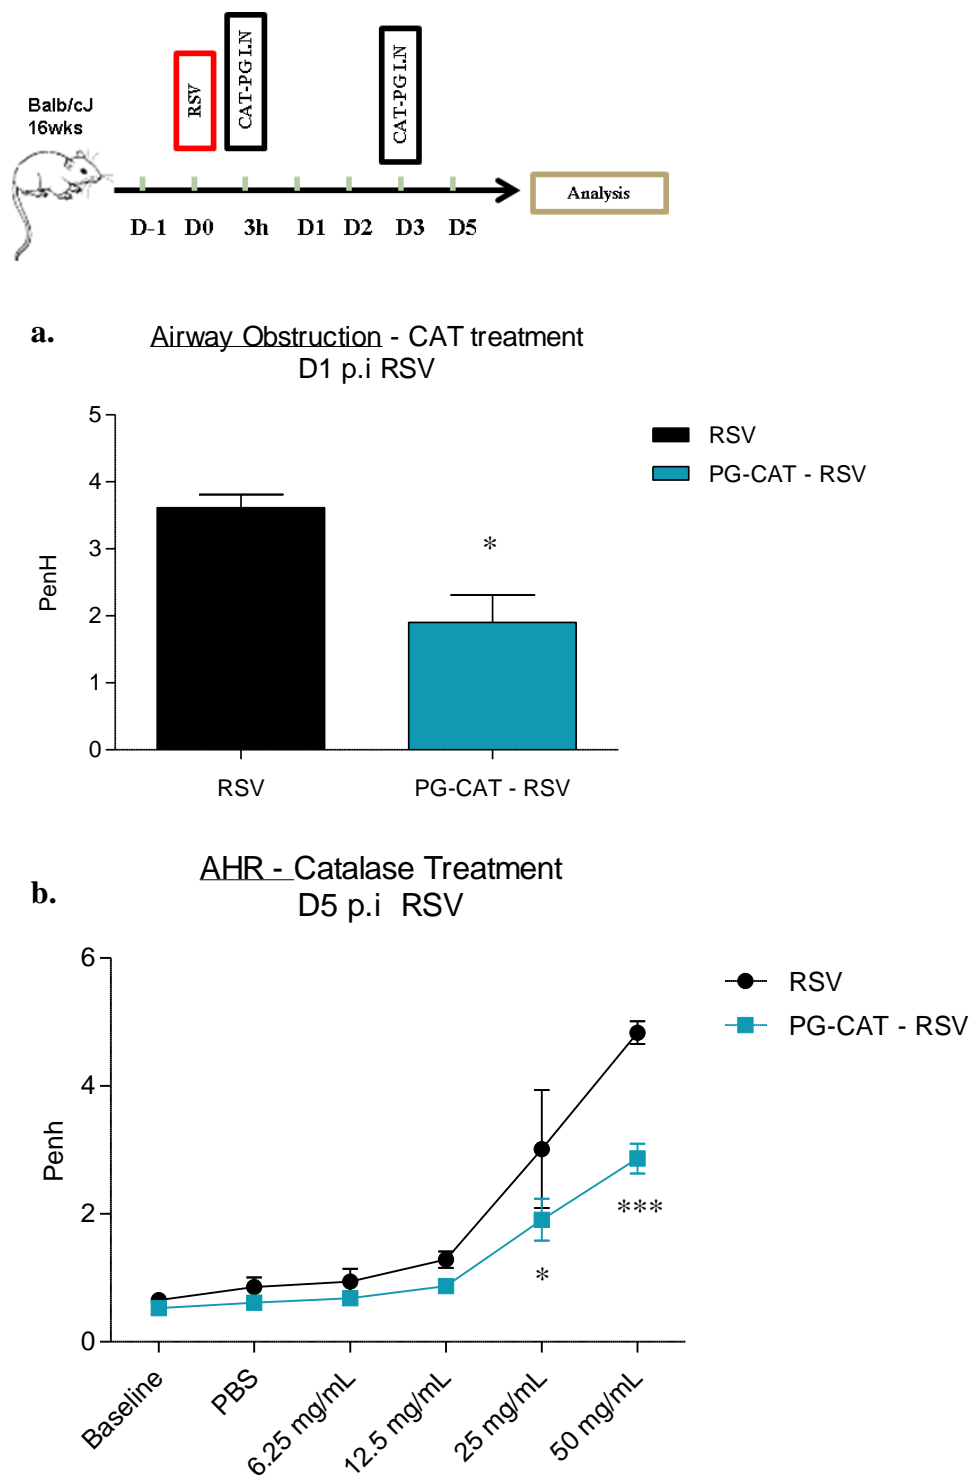 Balb/cJ
16wks
RSV
CAT-PG I.N
CAT-PG I.N
D-1 D0 3h D1 D2 D3 D5
Analysis
a.
Airway Obstruction - CAT treatment
D1 p.i RSV
PenH
5
4
3
2
1
0
*
RSV
PG-CAT - RSV
RSV
PG-CAT - RSV
b.
AHR - Catalase Treatment
D5 p.i RSV
Penh
6
4
2
0
*
***
RSV
PG-CAT - RSV
Baseline
PBS
6.25 mg/mL
12.5 mg/mL
25 mg/mL
50 mg/mL